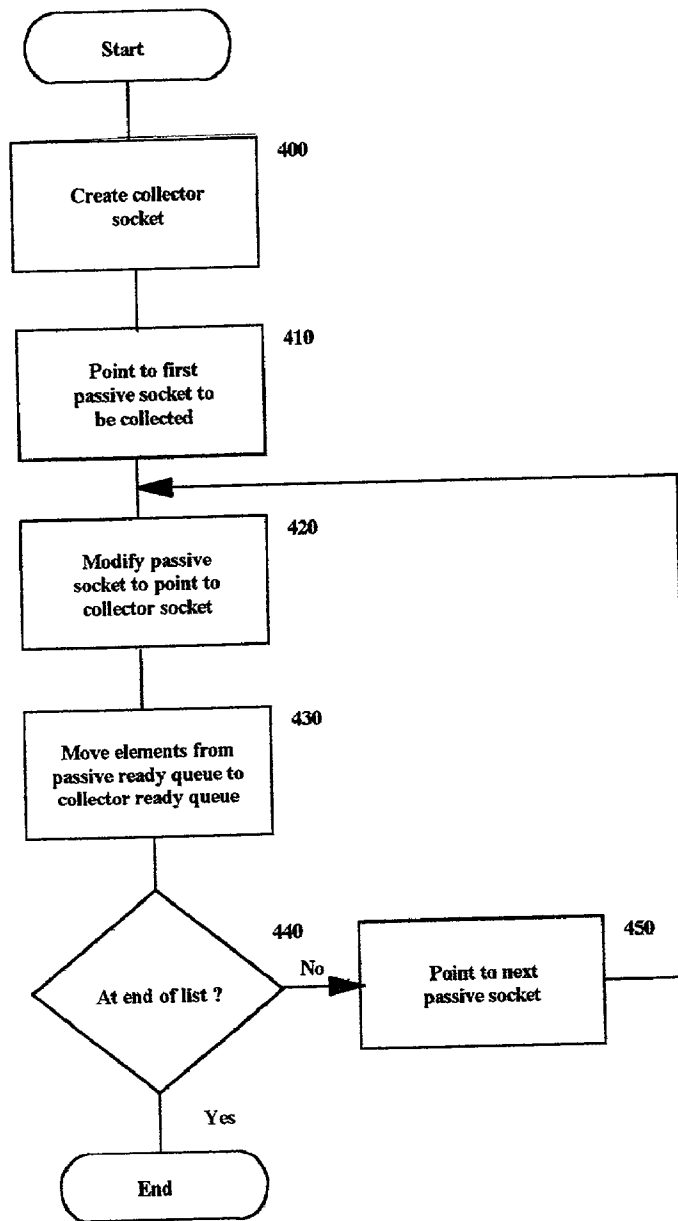 Start
400
Create collector
socket
410
Point to first
passive socket to
be collected
420
Modify passive
socket to point to
collector socket
430
Move elements from
passive ready queue to
collector ready queue
440
At end of list ?
No
450
Point to next
passive socket
Yes
End